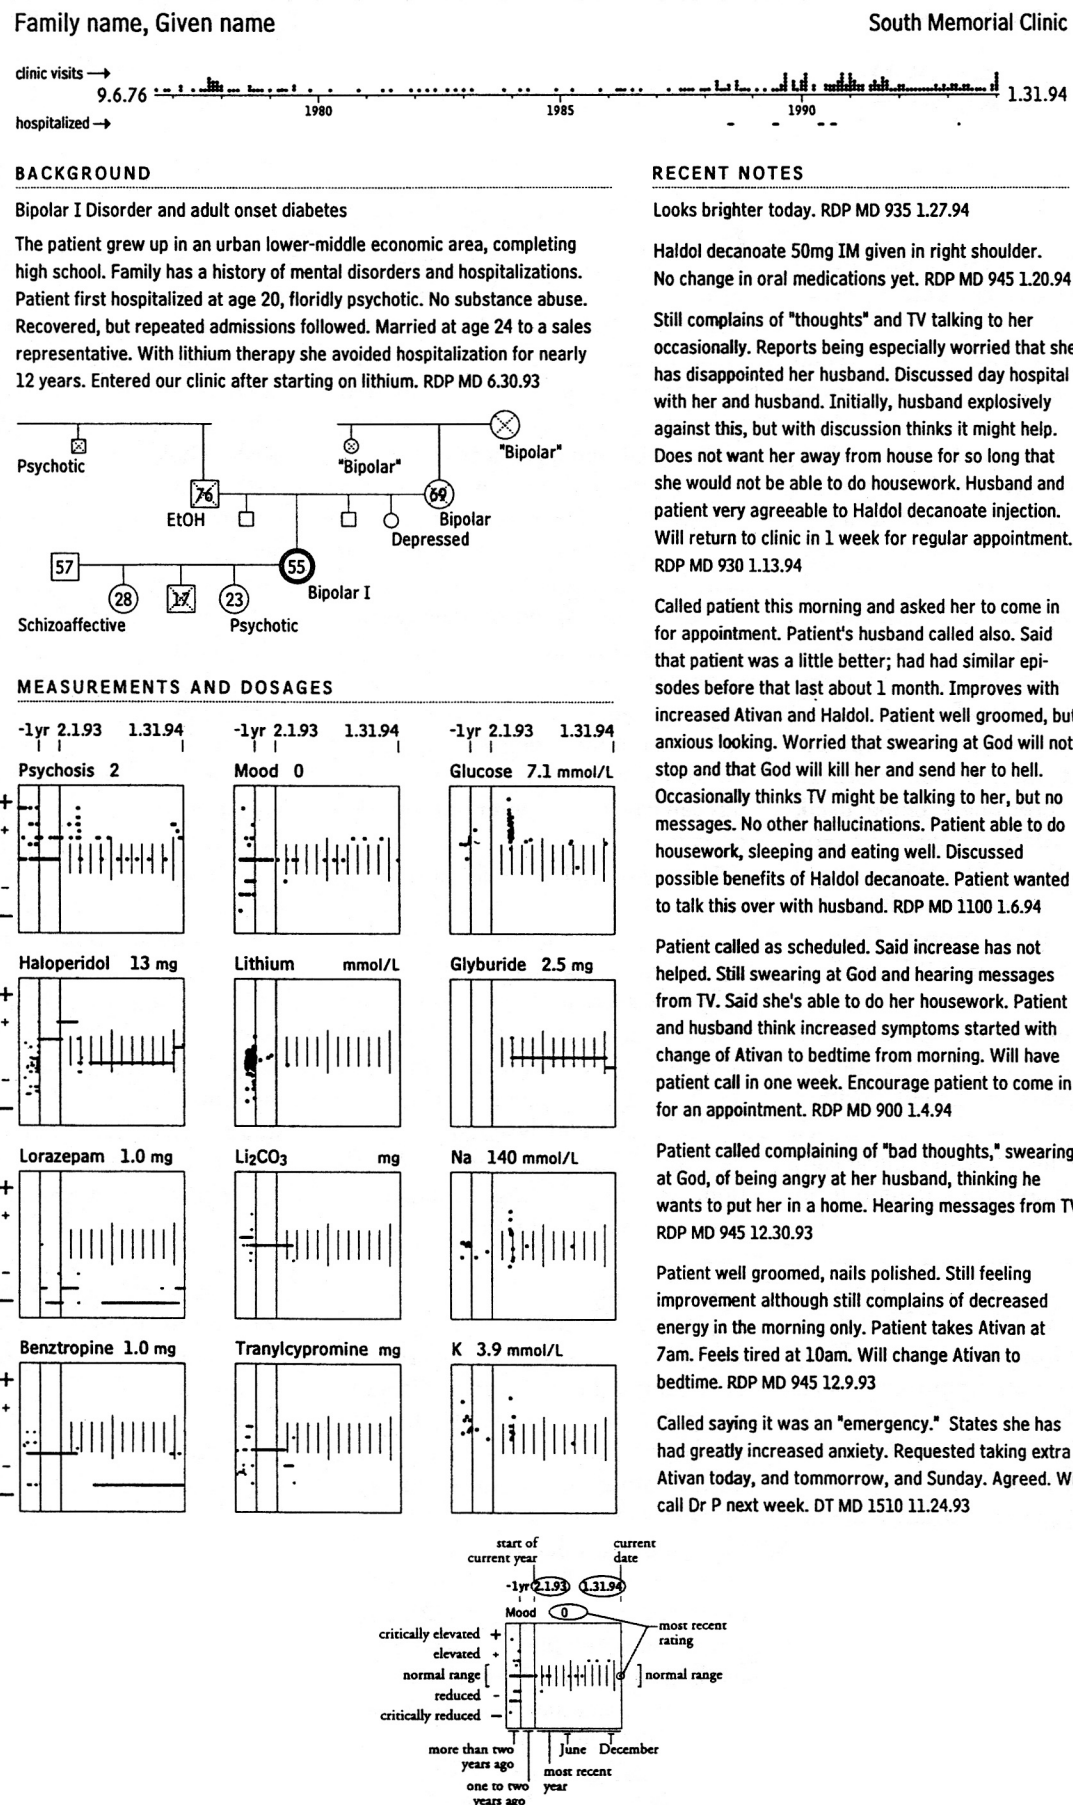 Family name, Given name
South Memorial Clinic
clinic visits →
9.6.76
1980
1985
1990
1.31.94
hospitalized →
BACKGROUND
Bipolar I Disorder and adult onset diabetes
The patient grew up in an urban lower-middle economic area, completing
high school. Family has a history of mental disorders and hospitalizations.
Patient first hospitalized at age 20, floridly psychotic. No substance abuse.
Recovered, but repeated admissions followed. Married at age 24 to a sales
representative. With lithium therapy she avoided hospitalization for nearly
12 years. Entered our clinic after starting on lithium. RDP MD 6.30.93
Psychotic
"Bipolar"
"Bipolar"
76
69
EtOH
Bipolar
Depressed
57
55
Bipolar I
28
17
23
Schizoaffective
Psychotic
MEASUREMENTS AND DOSAGES
-1yr 2.1.93 1.31.94
-1yr 2.1.93 1.31.94
-1yr 2.1.93 1.31.94
Psychosis 2
Mood 0
Glucose 7.1 mmol/L
+
+
-
—
Haloperidol 13 mg
Lithium mmol/L
Glyburide 2.5 mg
+
+
-
—
Lorazepam 1.0 mg
Li₂CO₃ mg
Na 140 mmol/L
+
+
-
—
Benztropine 1.0 mg
Tranylcypromine mg
K 3.9 mmol/L
+
+
-
—
RECENT NOTES
Looks brighter today. RDP MD 935 1.27.94
Haldol decanoate 50mg IM given in right shoulder.
No change in oral medications yet. RDP MD 945 1.20.94
Still complains of "thoughts" and TV talking to her
occasionally. Reports being especially worried that she
has disappointed her husband. Discussed day hospital
with her and husband. Initially, husband explosively
against this, but with discussion thinks it might help.
Does not want her away from house for so long that
she would not be able to do housework. Husband and
patient very agreeable to Haldol decanoate injection.
Will return to clinic in 1 week for regular appointment.
RDP MD 930 1.13.94
Called patient this morning and asked her to come in
for appointment. Patient's husband called also. Said
that patient was a little better; had had similar epi-
sodes before that last about 1 month. Improves with
increased Ativan and Haldol. Patient well groomed, but
anxious looking. Worried that swearing at God will not
stop and that God will kill her and send her to hell.
Occasionally thinks TV might be talking to her, but no
messages. No other hallucinations. Patient able to do
housework, sleeping and eating well. Discussed
possible benefits of Haldol decanoate. Patient wanted
to talk this over with husband. RDP MD 1100 1.6.94
Patient called as scheduled. Said increase has not
helped. Still swearing at God and hearing messages
from TV. Said she's able to do her housework. Patient
and husband think increased symptoms started with
change of Ativan to bedtime from morning. Will have
patient call in one week. Encourage patient to come in
for an appointment. RDP MD 900 1.4.94
Patient called complaining of "bad thoughts," swearing
at God, of being angry at her husband, thinking he
wants to put her in a home. Hearing messages from TV
RDP MD 945 12.30.93
Patient well groomed, nails polished. Still feeling
improvement although still complains of decreased
energy in the morning only. Patient takes Ativan at
7am. Feels tired at 10am. Will change Ativan to
bedtime. RDP MD 945 12.9.93
Called saying it was an "emergency." States she has
had greatly increased anxiety. Requested taking extra
Ativan today, and tommorrow, and Sunday. Agreed. W
call Dr P next week. DT MD 1510 11.24.93
start of
current year
current
date
-1yr 2.1.93 1.31.94
Mood 0
most recent
rating
critically elevated +
elevated +
normal range [
] normal range
reduced -
critically reduced —
more than two
years ago
one to two
years ago
most recent
year
June
December